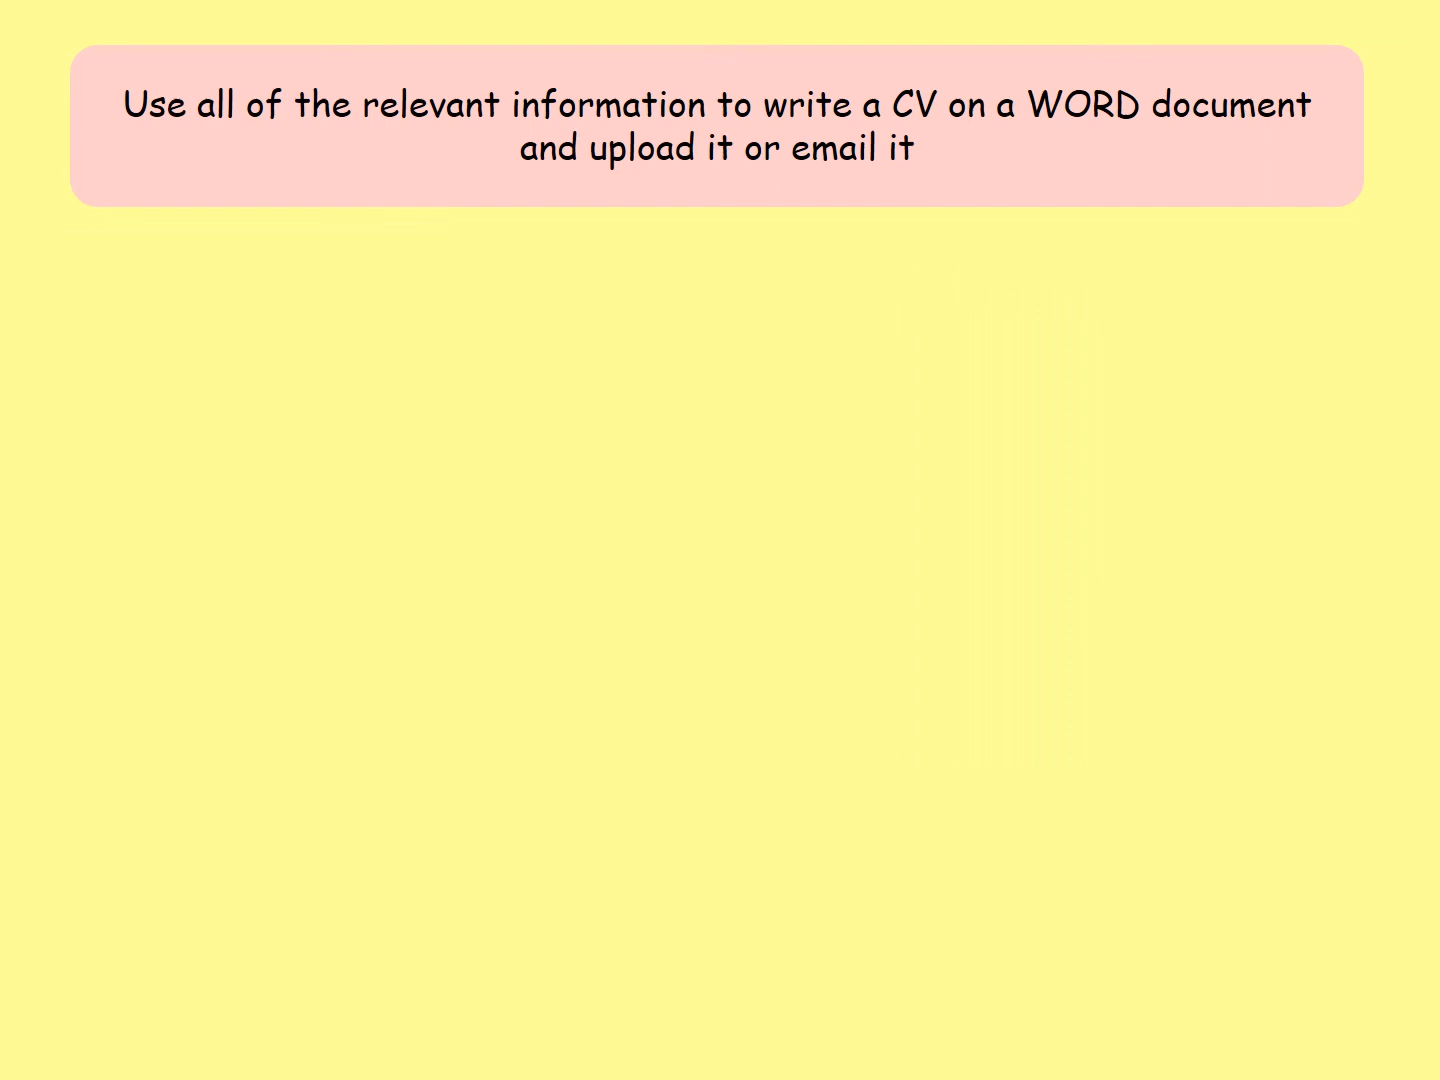 Use all of the relevant information to write a CV on a WORD document
and upload it or email it